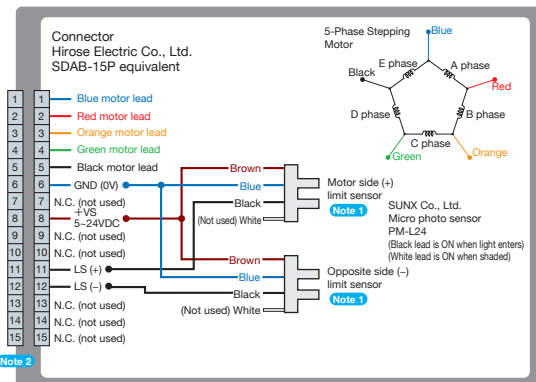 Connector
Hirose Electric Co., Ltd.
SDAB-15P equivalent
5-Phase Stepping
Motor
Blue
E phase
A phase
Black
Red
D phase
B phase
C phase
Green
Orange
1 1 Blue motor lead
2 2 Red motor lead
3 3 Orange motor lead
4 4 Green motor lead
5 5 Black motor lead
6 6 GND (0V)
7 7 N.C. (not used)
8 8 +VS
5–24VDC
9 9 N.C. (not used)
10 10 N.C. (not used)
11 11 LS (+)
12 12 LS (−)
13 13 N.C. (not used)
14 14 N.C. (not used)
15 15 N.C. (not used)
Brown
Blue
Black
(Not used) White
Motor side (+)
limit sensor
Note 1
SUNX Co., Ltd.
Micro photo sensor
PM-L24
(Black lead is ON when light enters)
(White lead is ON when shaded)
Brown
Blue
Black
(Not used) White
Opposite side (−)
limit sensor
Note 1
Note 2